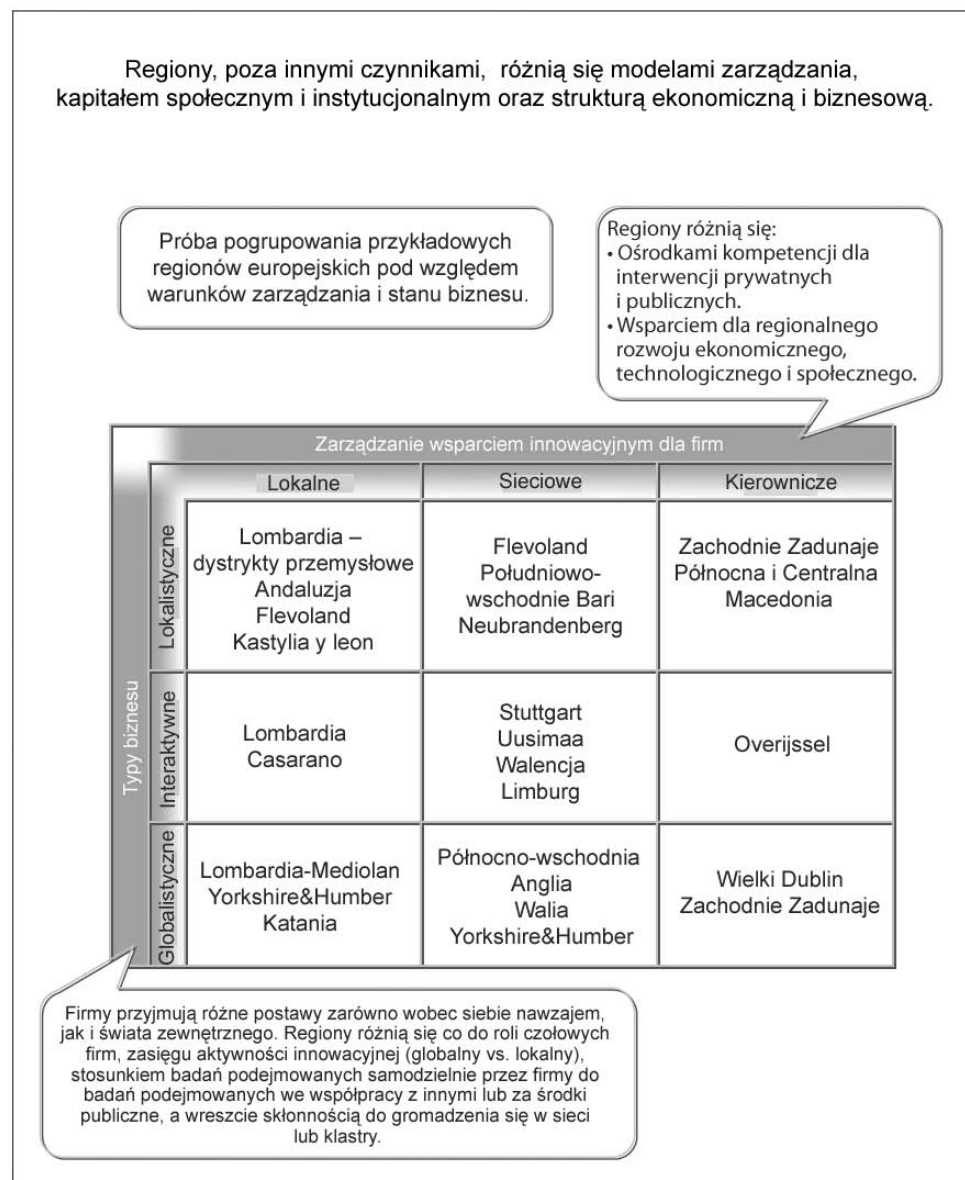 Regiony, poza innymi czynnikami, różnią się modelami zarządzania,
kapitałem społecznym i instytucjonalnym oraz strukturą ekonomiczną i biznesową.
Próba pogrupowania przykładowych
regionów europejskich pod względem
warunków zarządzania i stanu biznesu.
Regiony różnią się:
• Ośrodkami kompetencji dla
interwencji prywatnych
i publicznych.
• Wsparciem dla regionalnego
rozwoju ekonomicznego,
technologicznego i społecznego.
Zarządzanie wsparciem innowacyjnym dla firm
Lokalne
Sieciowe
Kierownicze
Typy biznesu
Lokalistyczne
Lombardia –
dystrykty przemysłowe
Andaluzja
Flevoland
Kastylia y leon
Flevoland
Południowo-
wschodnie Bari
Neubrandenberg
Zachodnie Zadunaje
Północna i Centralna
Macedonia
Interaktywne
Lombardia
Casarano
Stuttgart
Uusimaa
Walencja
Limburg
Overijssel
Globalistyczne
Lombardia-Mediolan
Yorkshire&Humber
Katania
Północno-wschodnia
Anglia
Walia
Yorkshire&Humber
Wielki Dublin
Zachodnie Zadunaje
Firmy przyjmują różne postawy zarówno wobec siebie nawzajem,
jak i świata zewnętrznego. Regiony różnią się co do roli czołowych
firm, zasięgu aktywności innowacyjnej (globalny vs. lokalny),
stosunkiem badań podejmowanych samodzielnie przez firmy do
badań podejmowanych we współpracy z innymi lub za środki
publiczne, a wreszcie skłonnością do gromadzenia się w sieci
lub klastry.